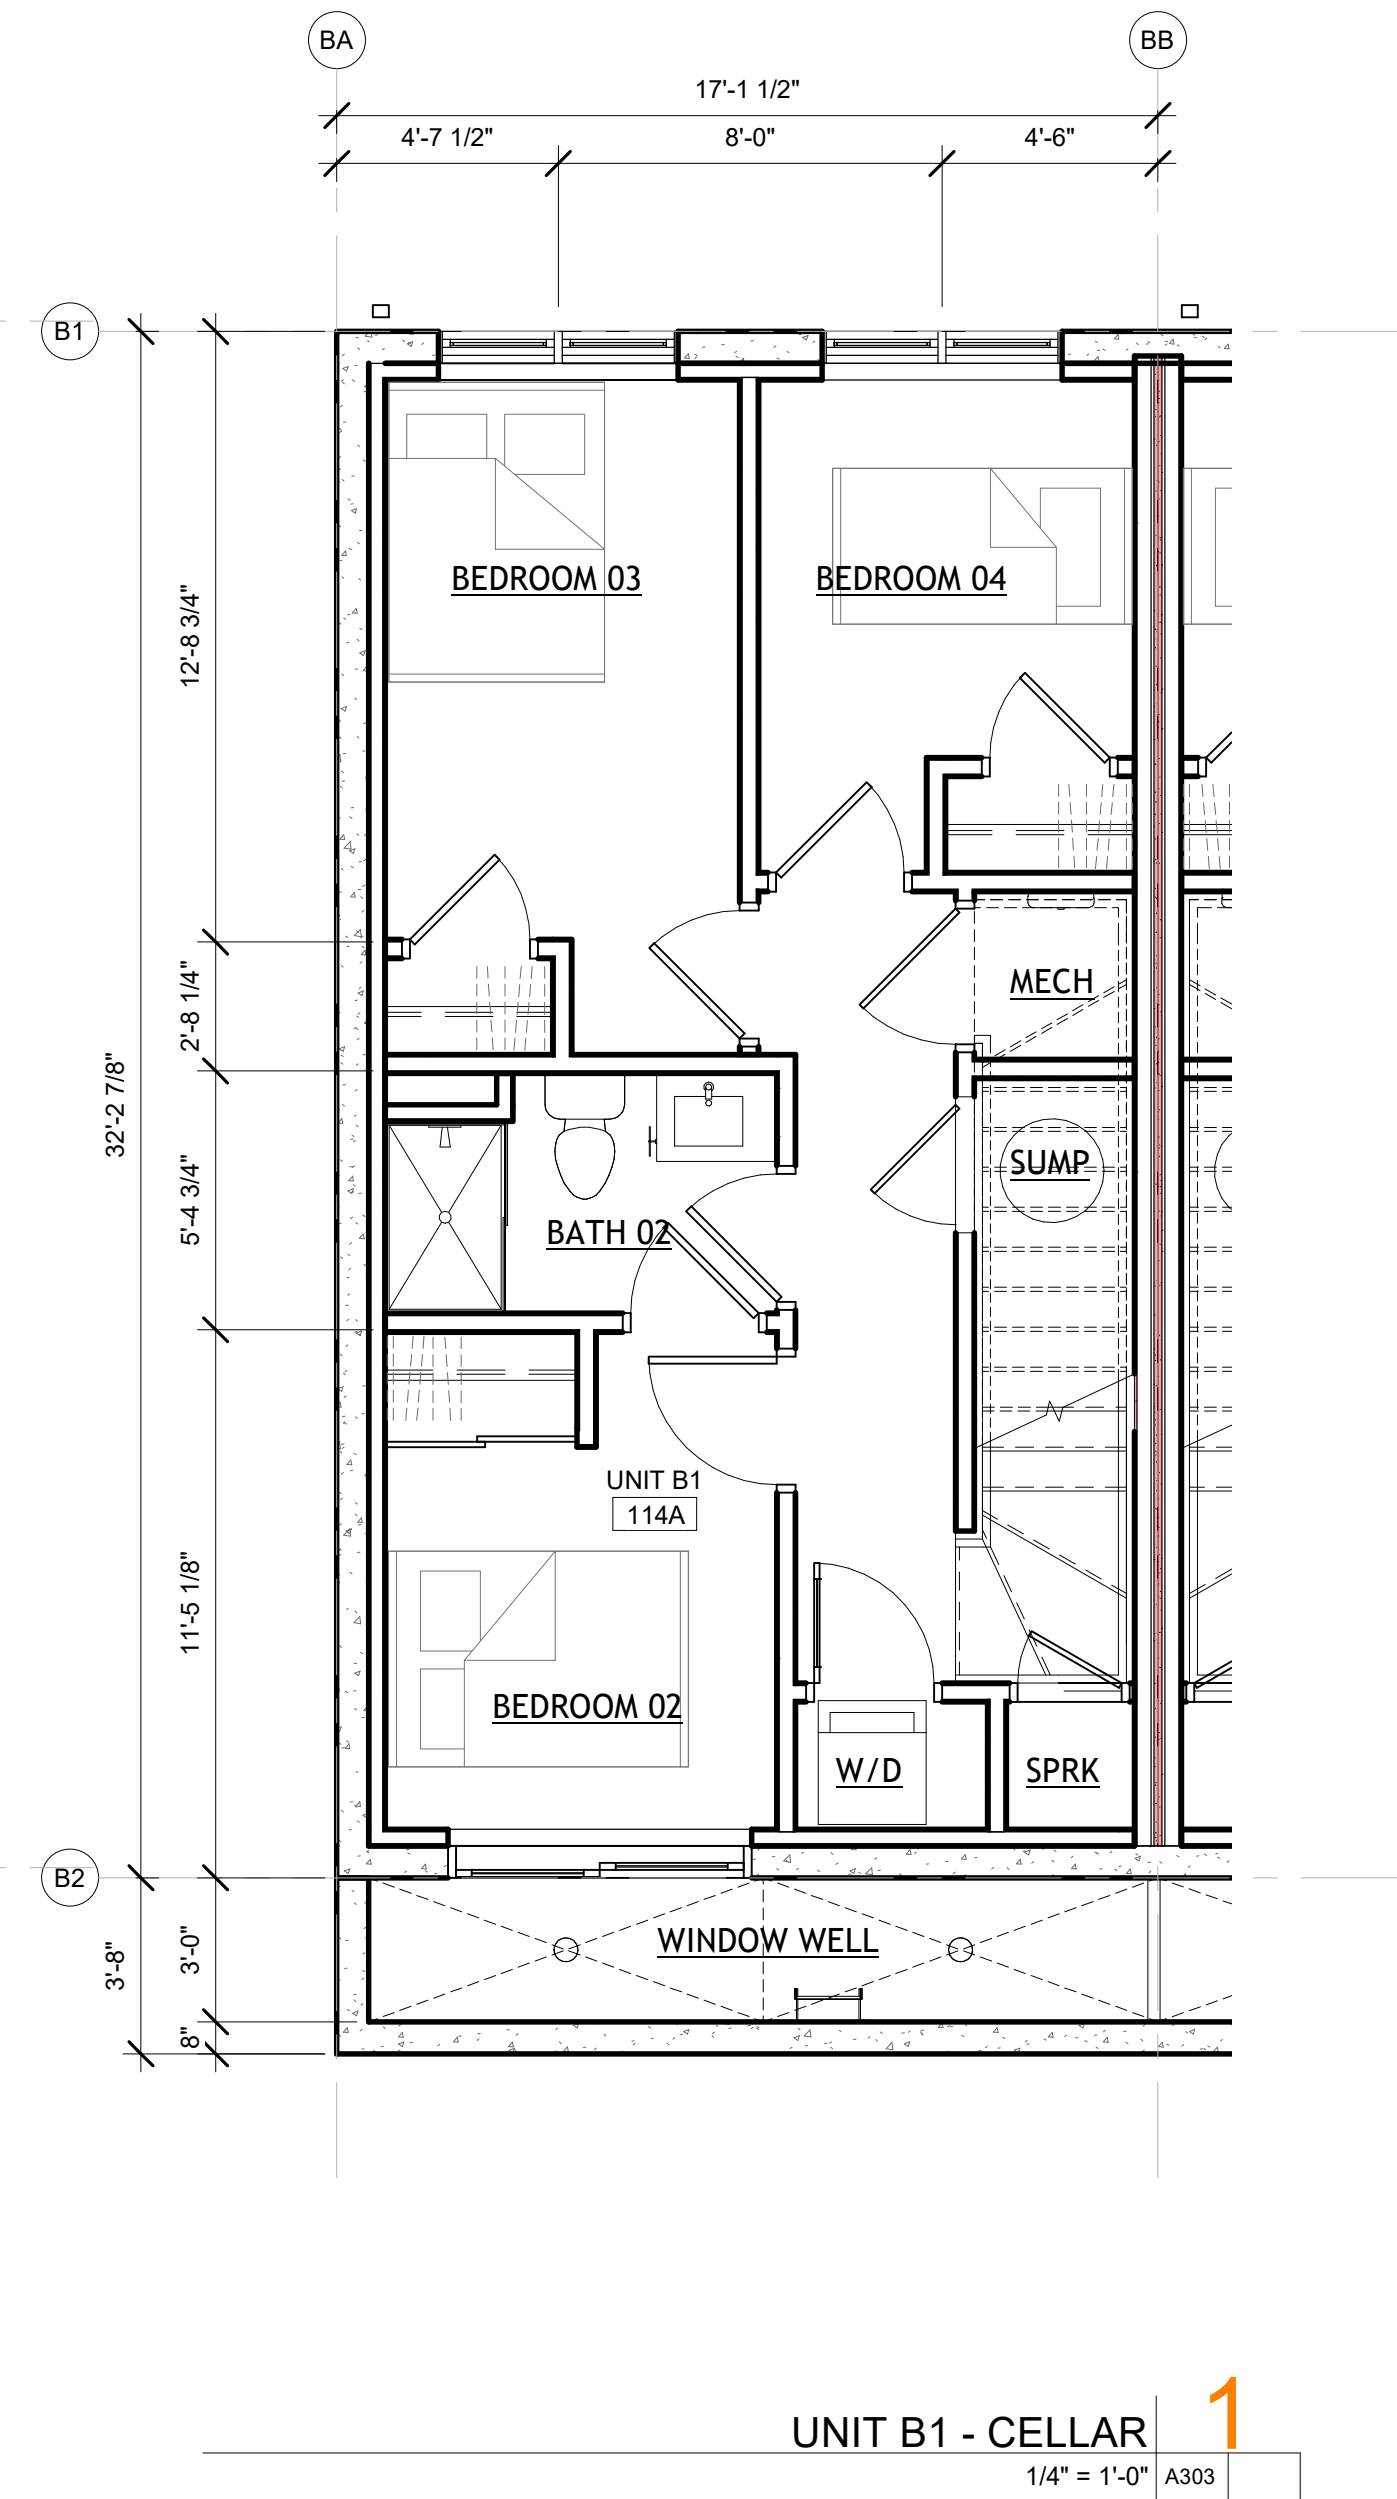 BA
BB
17'-1 1/2"
4'-7 1/2"
8'-0"
4'-6"
B1
12'-8 3/4"
BEDROOM 03
BEDROOM 04
2'-8 1/4"
MECH
32'-2 7/8"
5'-4 3/4"
SUMP
BATH 02
UNIT B1
114A
11'-5 1/8"
BEDROOM 02
W/D
SPRK
B2
3'-8"
3'-0"
WINDOW WELL
8"
UNIT B1 - CELLAR
1
1/4" = 1'-0"
A303